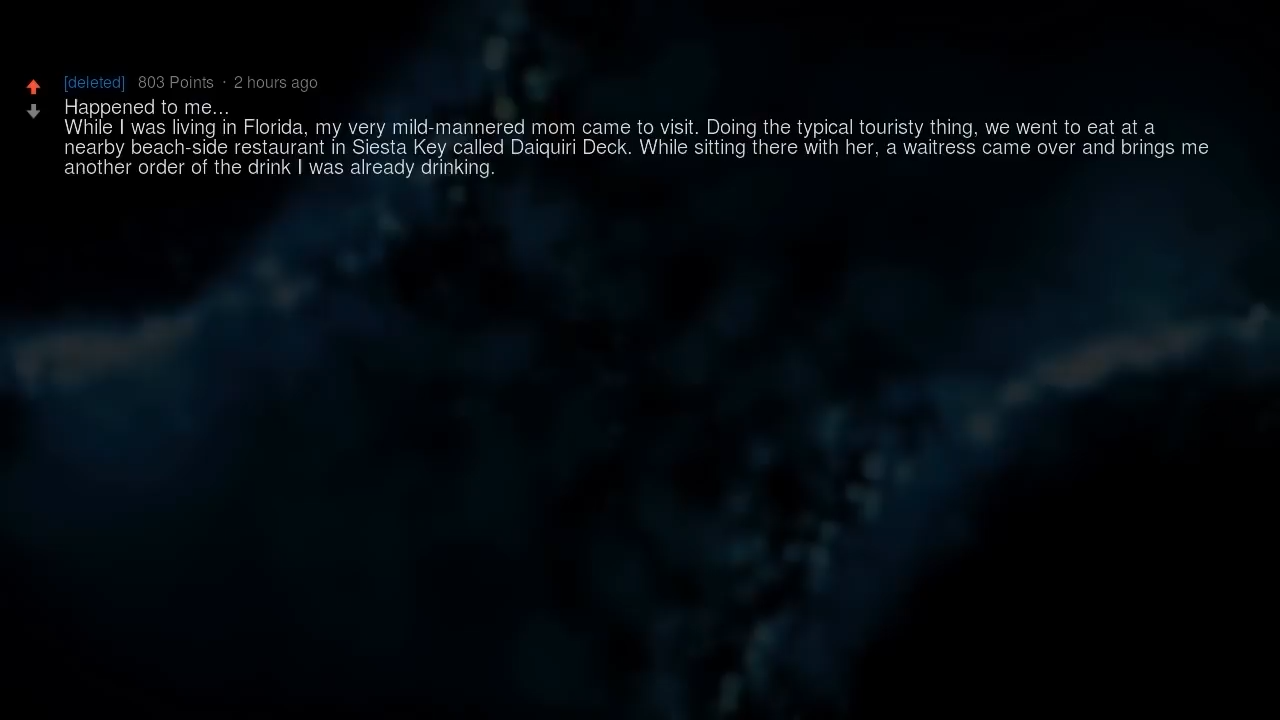 [deleted] 803 Points · 2 hours ago
Happened to me...
While I was living in Florida, my very mild-mannered mom came to visit. Doing the typical touristy thing, we went to eat at a
nearby beach-side restaurant in Siesta Key called Daiquiri Deck. While sitting there with her, a waitress came over and brings me
another order of the drink I was already drinking.